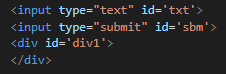 <input type="text" id='txt'>
<input type="submit" id='sbm'>
<div id='div1'>
</div>